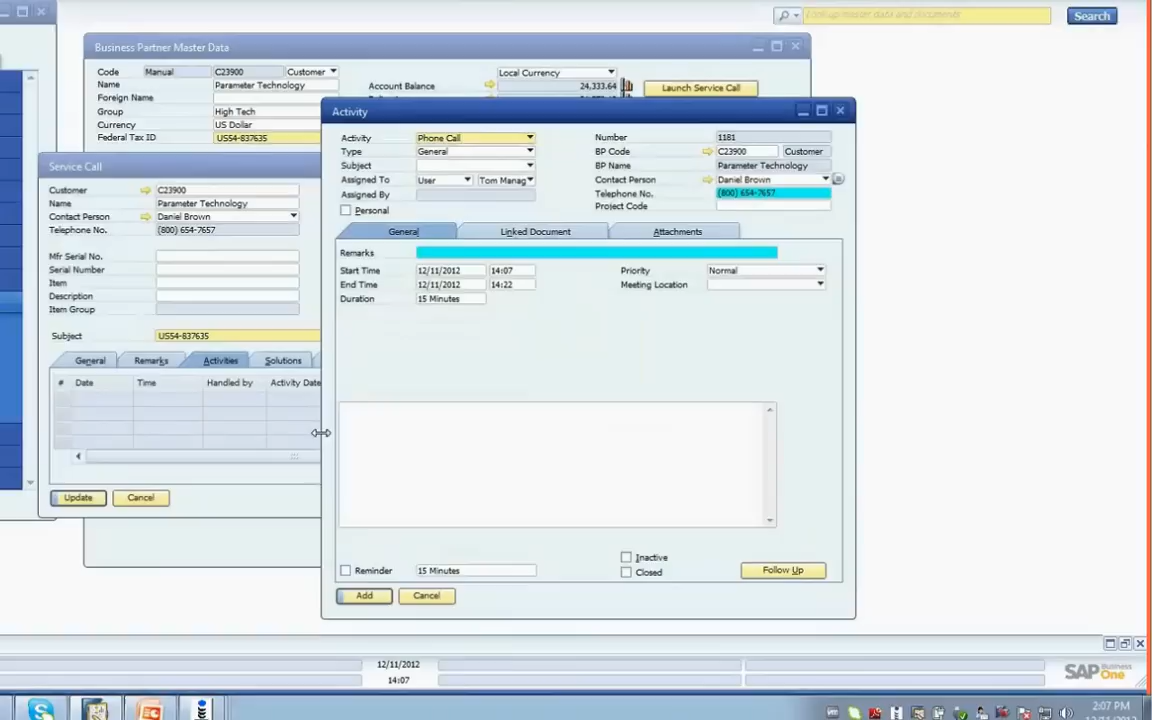 Lookup master data and documents
Search
Business Partner Master Data
Code Manual C23900 Customer
Local Currency
Name Parameter Technology
Account Balance 24,333.64 Launch Service Call
Foreign Name
Group High Tech
Currency US Dollar
Federal Tax ID US54-837635
Activity
Activity Phone Call Number 1181
Type General BP Code C23900 Customer
Subject BP Name Parameter Technology
Assigned To User Tom Manag Contact Person Daniel Brown
Assigned By Telephone No. (800) 654-7657
Personal Project Code
General Linked Document Attachments
Remarks
Start Time 12/11/2012 14:07 Priority Normal
End Time 12/11/2012 14:22 Meeting Location
Duration 15 Minutes
Inactive
Reminder 15 Minutes Closed Follow Up
Add Cancel
Service Call
Customer C23900
Name Parameter Technology
Contact Person Daniel Brown
Telephone No. (800) 654-7657
Mfr Serial No.
Serial Number
Item
Description
Item Group
Subject US54-837635
General Remarks Activities Solutions
# Date Time Handled by Activity Date
Update Cancel
12/11/2012
14:07
SAP Business One
2:07 PM